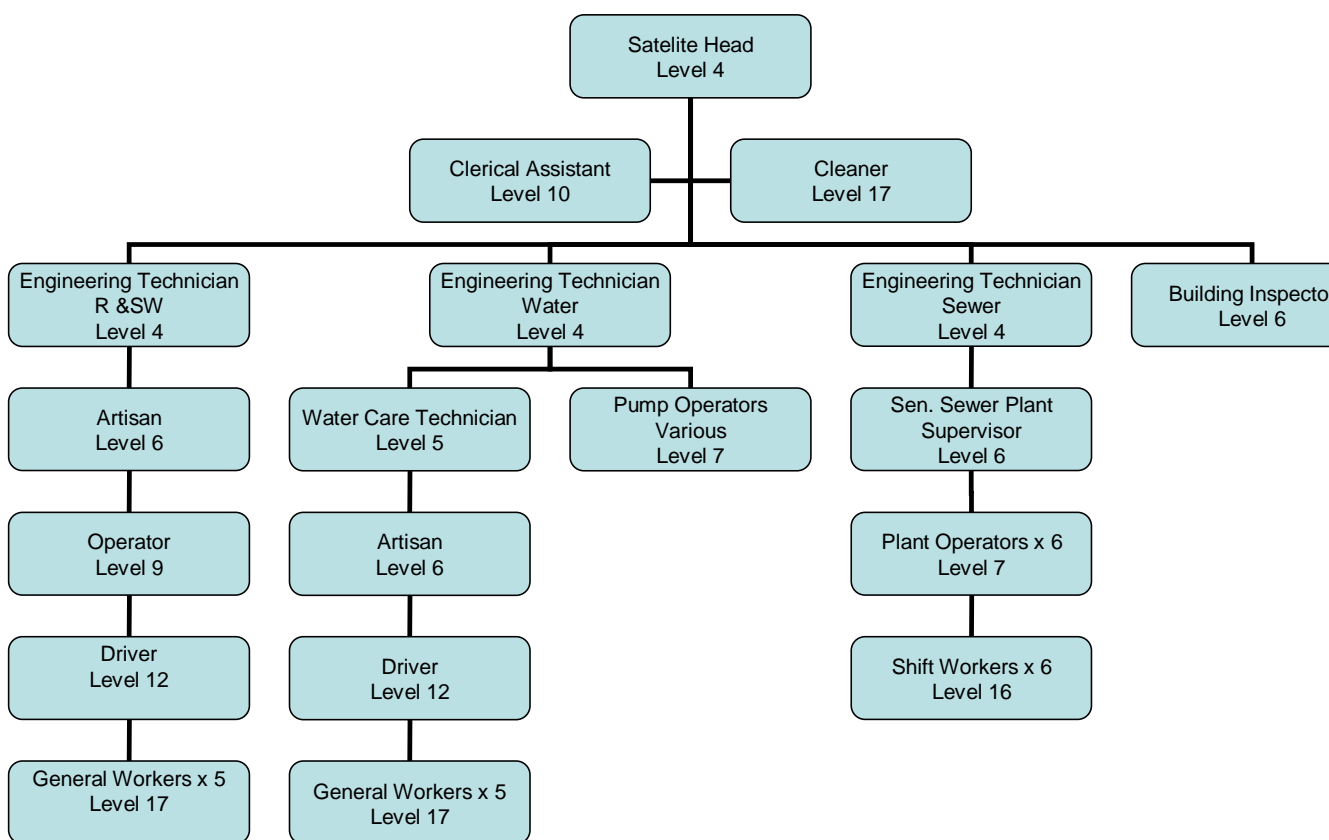 Satelite Head
Level 4
Clerical Assistant
Level 10
Cleaner
Level 17
Engineering Technician
R &SW
Level 4
Engineering Technician
Water
Level 4
Engineering Technician
Sewer
Level 4
Building Inspecto
Level 6
Artisan
Level 6
Water Care Technician
Level 5
Pump Operators
Various
Level 7
Sen. Sewer Plant
Supervisor
Level 6
Operator
Level 9
Artisan
Level 6
Plant Operators x 6
Level 7
Driver
Level 12
Driver
Level 12
Shift Workers x 6
Level 16
General Workers x 5
Level 17
General Workers x 5
Level 17